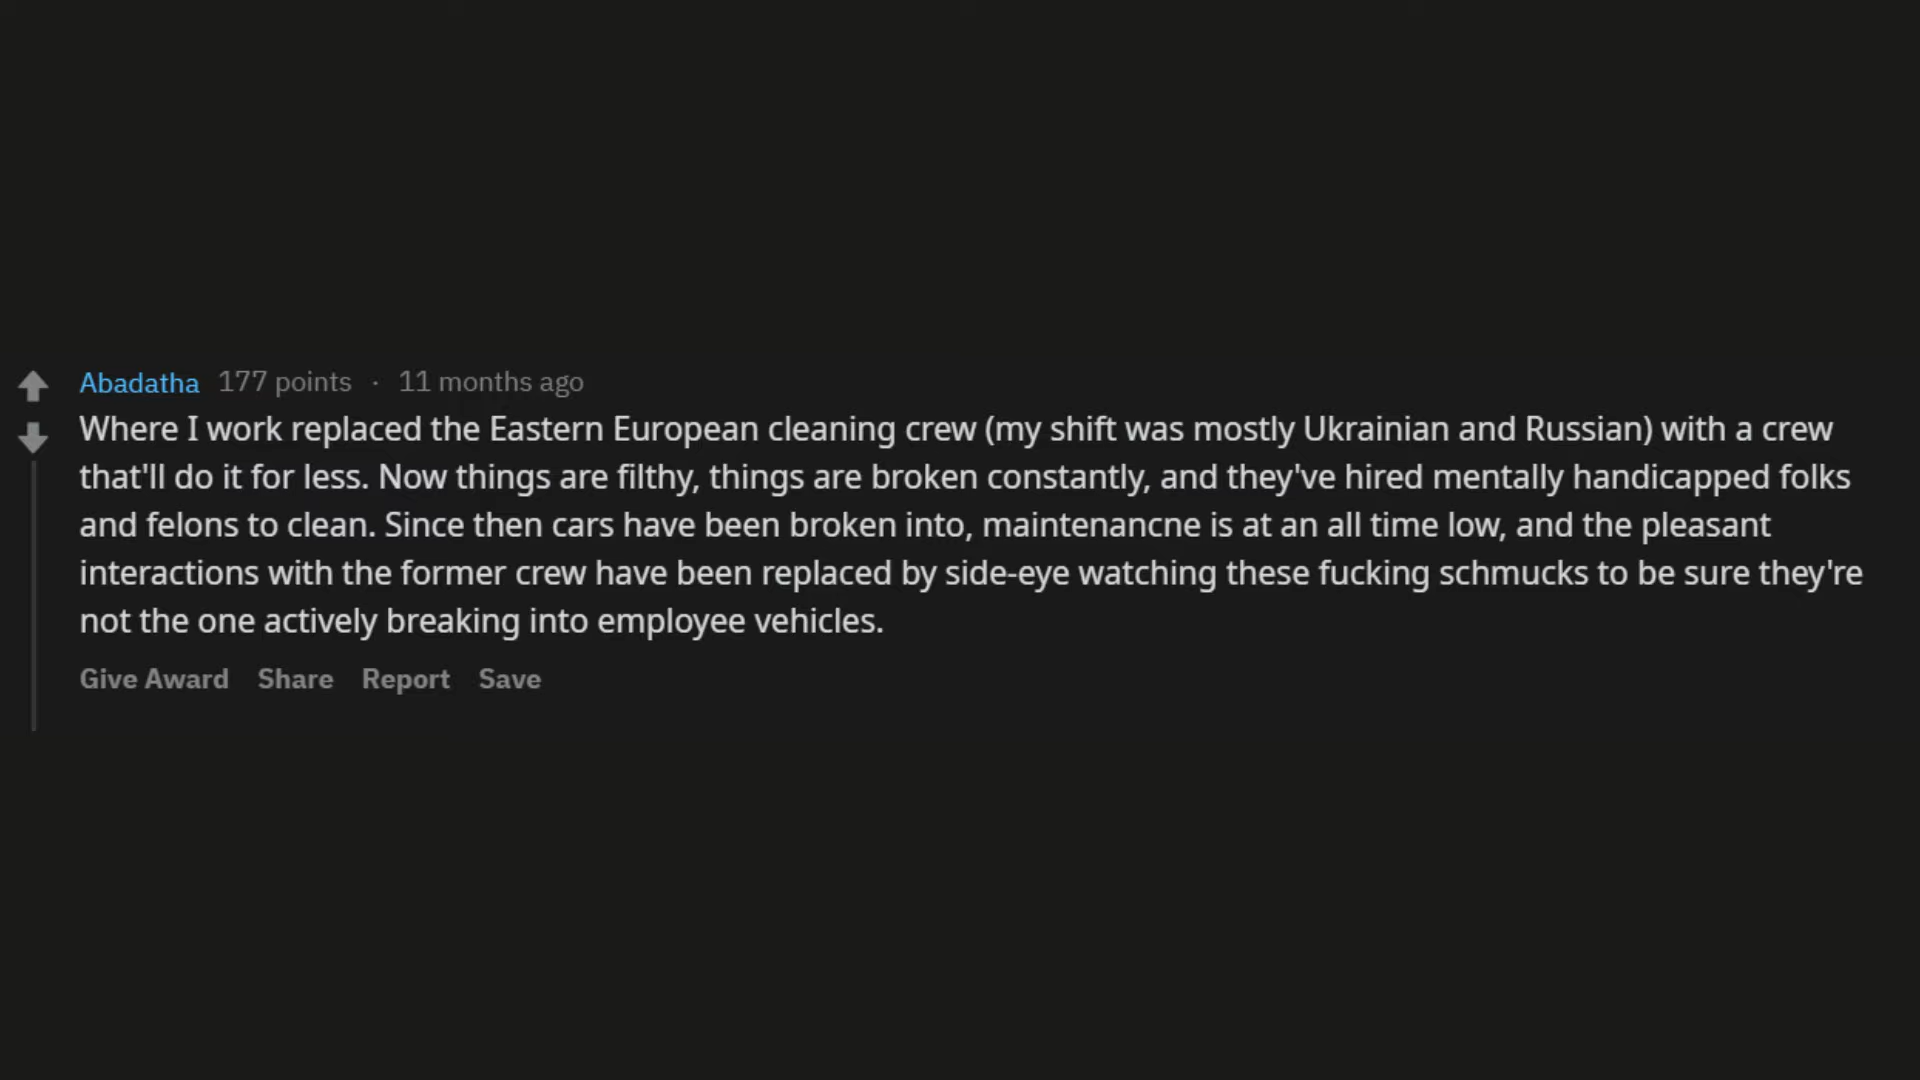 Abadatha 177 points · 11 months ago
Where I work replaced the Eastern European cleaning crew (my shift was mostly Ukrainian and Russian) with a crew
that'll do it for less. Now things are filthy, things are broken constantly, and they've hired mentally handicapped folks
and felons to clean. Since then cars have been broken into, maintenancne is at an all time low, and the pleasant
interactions with the former crew have been replaced by side-eye watching these fucking schmucks to be sure they're
not the one actively breaking into employee vehicles.
Give Award Share Report Save